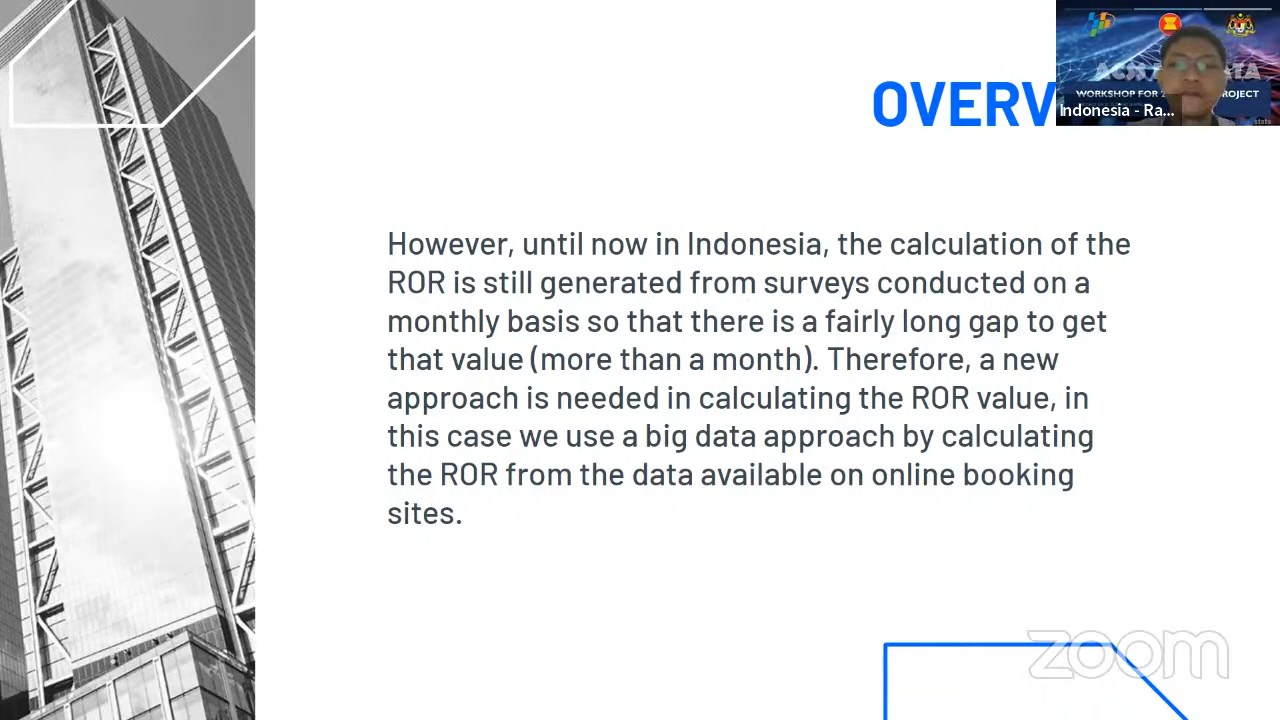 OVERV
WORKSHOP FOR
ROJECT
Indonesia - Ra...
However, until now in Indonesia, the calculation of the
ROR is still generated from surveys conducted on a
monthly basis so that there is a fairly long gap to get
that value (more than a month). Therefore, a new
approach is needed in calculating the ROR value, in
this case we use a big data approach by calculating
the ROR from the data available on online booking
sites.
zoom